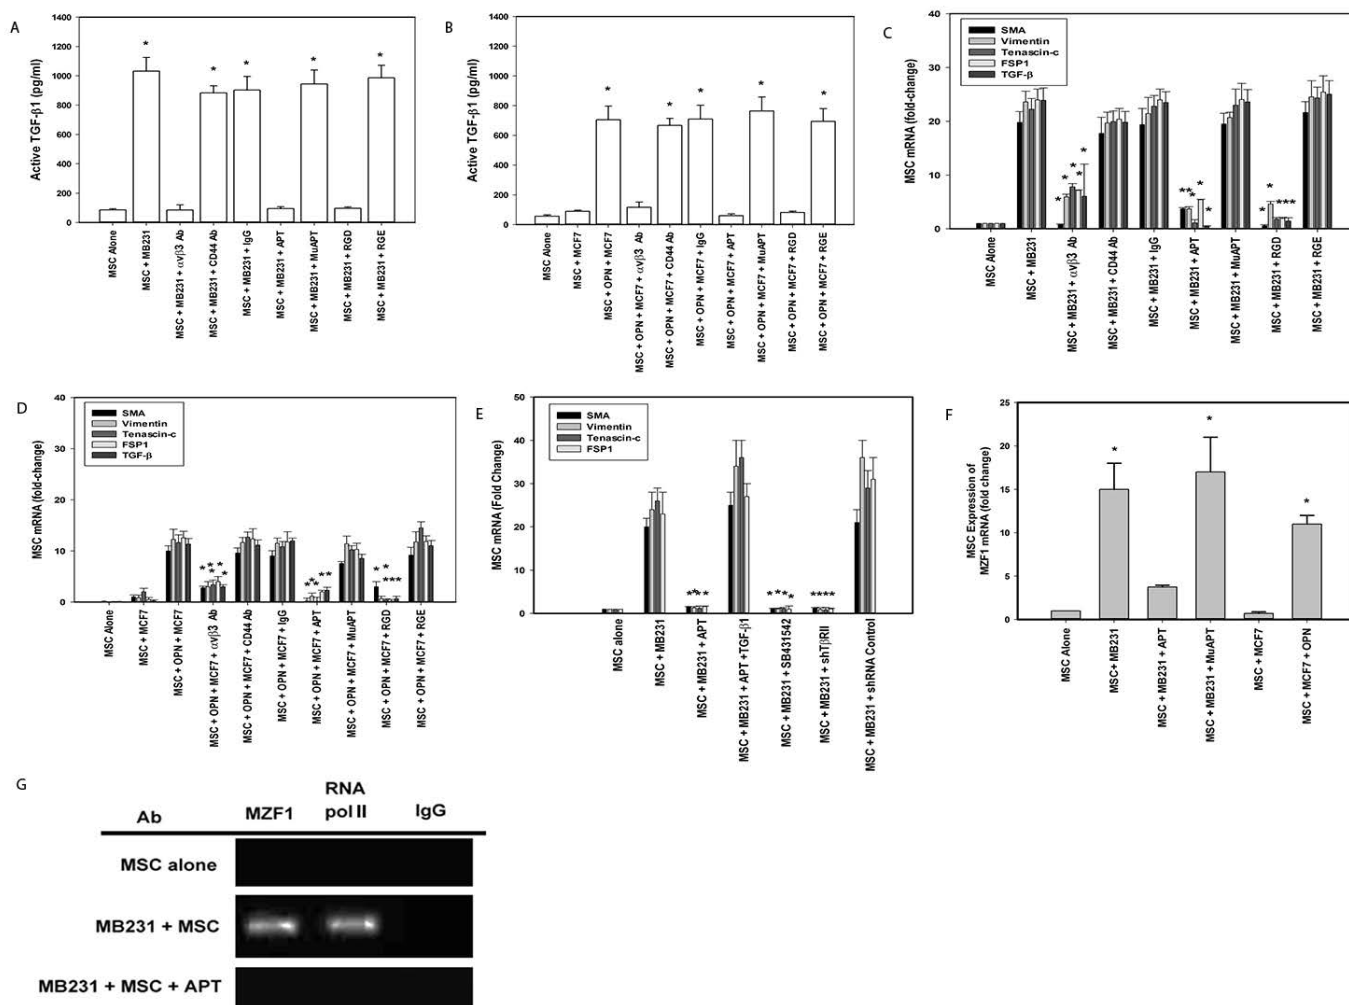 A
Active TGF-β1 (pg/ml)
1400
1200
1000
800
600
400
200
0
*
*
*
*
*
MSC Alone
MSC + MB231
MSC + MB231 + αvβ3 Ab
MSC + MB231 + CD44 Ab
MSC + MB231 + IgG
MSC + MB231 + APT
MSC + MB231 + MuAPT
MSC + MB231 + RGD
MSC + MB231 + RGE
B
Active TGF-β1 (pg/ml)
1400
1200
1000
800
600
400
200
0
*
*
*
*
*
MSC Alone
MSC + MCF7
MSC + OPN + MCF7
MSC + OPN + MCF7 + αvβ3 Ab
MSC + OPN + MCF7 + CD44 Ab
MSC + OPN + MCF7 + IgG
MSC + OPN + MCF7 + APT
MSC + OPN + MCF7 + MuAPT
MSC + OPN + MCF7 + RGD
MSC + OPN + MCF7 + RGE
C
MSC mRNA (fold-change)
40
30
20
10
0
SMA
Vimentin
Tenascin-c
FSP1
TGF-β
* * * * *
** * * *
* * ***
MSC Alone
MSC + MB231
MSC + MB231 + αvβ3 Ab
MSC + MB231 + CD44 Ab
MSC + MB231 + IgG
MSC + MB231 + APT
MSC + MB231 + MuAPT
MSC + MB231 + RGD
MSC + MB231 + RGE
D
MSC mRNA (fold-change)
40
30
20
10
0
SMA
Vimentin
Tenascin-c
FSP1
TGF-β
* * * * *
* * * **
* * ***
MSC Alone
MSC + MCF7
MSC + OPN + MCF7
MSC + OPN + MCF7 + αvβ3 Ab
MSC + OPN + MCF7 + CD44 Ab
MSC + OPN + MCF7 + IgG
MSC + OPN + MCF7 + APT
MSC + OPN + MCF7 + MuAPT
MSC + OPN + MCF7 + RGD
MSC + OPN + MCF7 + RGE
E
MSC mRNA (Fold Change)
50
40
30
20
10
0
SMA
Vimentin
Tenascin-c
FSP1
****
* * * *
****
MSC alone
MSC + MB231
MSC + MB231 + APT
MSC + MB231 + APT +TGF-β1
MSC + MB231 + SB431542
MSC + MB231 + shTβRII
MSC + MB231 + shRNA Control
F
MSC Expression of
MZF1 mRNA (fold change)
25
20
15
10
5
0
*
*
*
MSC Alone
MSC+ MB231
MSC + MB231 + APT
MSC + MB231 + MuAPT
MSC + MCF7
MSC + MCF7 + OPN
G
Ab
MZF1
RNA
pol II
IgG
MSC alone
MB231 + MSC
MB231 + MSC + APT